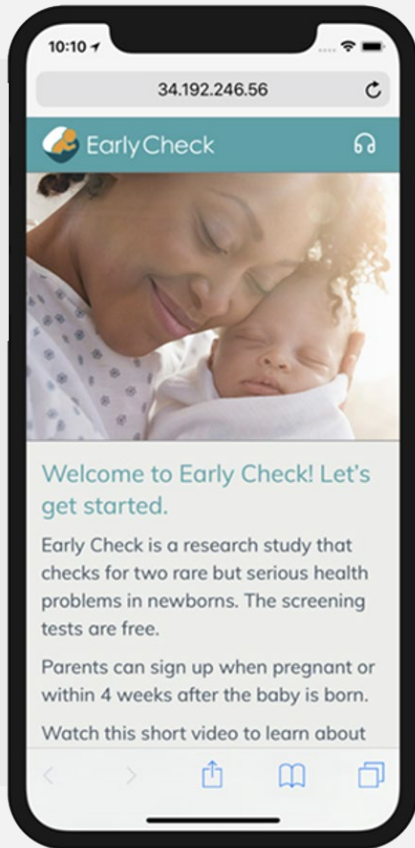 10:10
34.192.246.56
Early Check
Welcome to Early Check! Let's
get started.
Early Check is a research study that
checks for two rare but serious health
problems in newborns. The screening
tests are free.
Parents can sign up when pregnant or
within 4 weeks after the baby is born.
Watch this short video to learn about